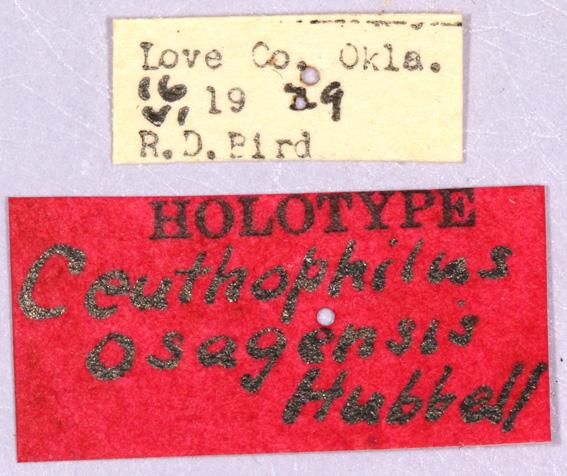 Love Co. Okla.
16
VI 19 29
R.D.Bird
HOLOTYPE
Ceuthophilus
osagensis
Hubbell